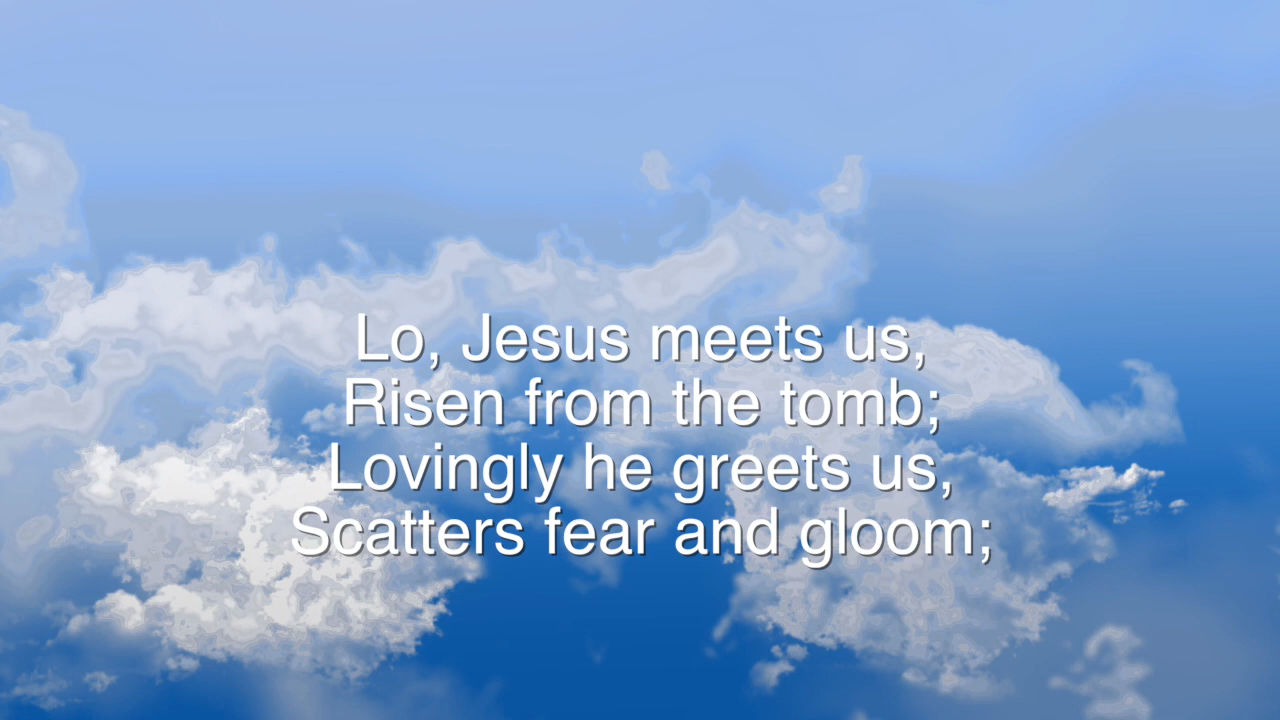 Lo, Jesus meets us,
Risen from the tomb;
Lovingly he greets us,
Scatters fear and gloom;